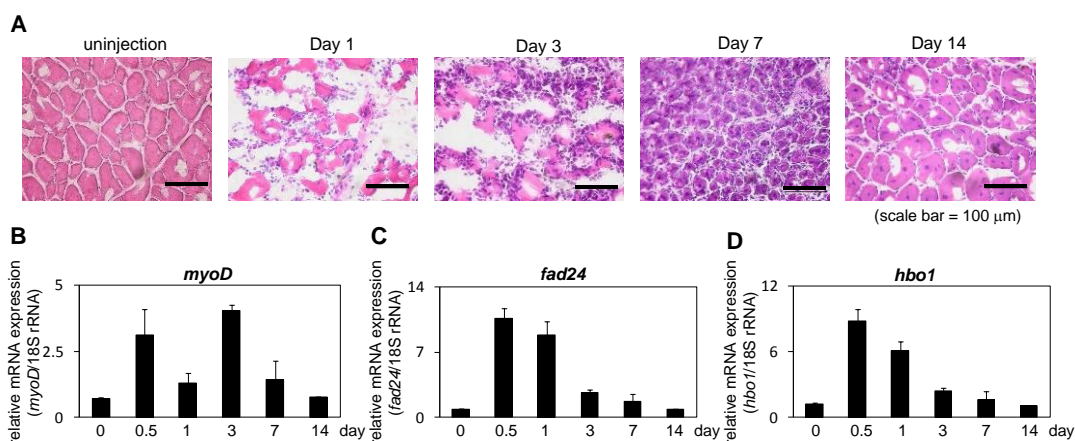 A
uninjection
Day 1
Day 3
Day 7
Day 14
(scale bar = 100 μm)
B
myoD
relative mRNA expression
(myoD/18S rRNA)
5
2.5
0
0 0.5 1 3 7 14 day
C
fad24
relative mRNA expression
(fad24/18S rRNA)
14
7
0
0 0.5 1 3 7 14 day
D
hbo1
relative mRNA expression
(hbo1/18S rRNA)
12
6
0
0 0.5 1 3 7 14 day